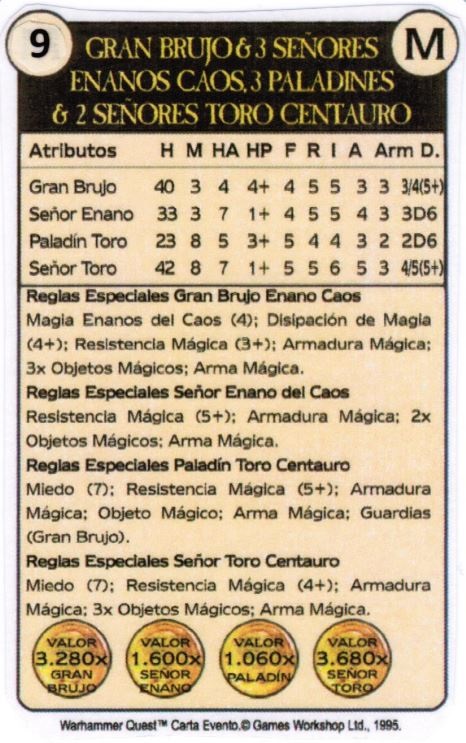 9
M
GRAN BRUJO & 3 SEÑORES
ENANOS CAOS, 3 PALADINES
& 2 SEÑORES TORO CENTAURO
Atributos H M HA HP F R I A Arm D.
Gran Brujo 40 3 4 4+ 4 5 5 3 3 3/4(5+)
Señor Enano 33 3 7 1+ 4 5 5 4 3 3D6
Paladín Toro 23 8 5 3+ 5 4 4 3 2 2D6
Señor Toro 42 8 7 1+ 5 5 6 5 3 4/5(5+)
Reglas Especiales Gran Brujo Enano Caos
Magia Enanos del Caos (4); Disipación de Magia
(4+); Resistencia Mágica (3+); Armadura Mágica;
3x Objetos Mágicos; Arma Mágica.
Reglas Especiales Señor Enano del Caos
Resistencia Mágica (5+); Armadura Mágica; 2x
Objetos Mágicos; Arma Mágica.
Reglas Especiales Paladín Toro Centauro
Miedo (7); Resistencia Mágica (5+); Armadura
Mágica; Objeto Mágico; Arma Mágica; Guardias
(Gran Brujo).
Reglas Especiales Señor Toro Centauro
Miedo (7); Resistencia Mágica (4+); Armadura
Mágica; 3x Objetos Mágicos; Arma Mágica.
VALOR
3.280x
GRAN
BRUJO
VALOR
1.600x
SEÑOR
ENANO
VALOR
1.060x
PALADÍN
VALOR
3.680x
SEÑOR
TORO
Warhammer Quest™ Carta Evento.© Games Workshop Ltd., 1995.